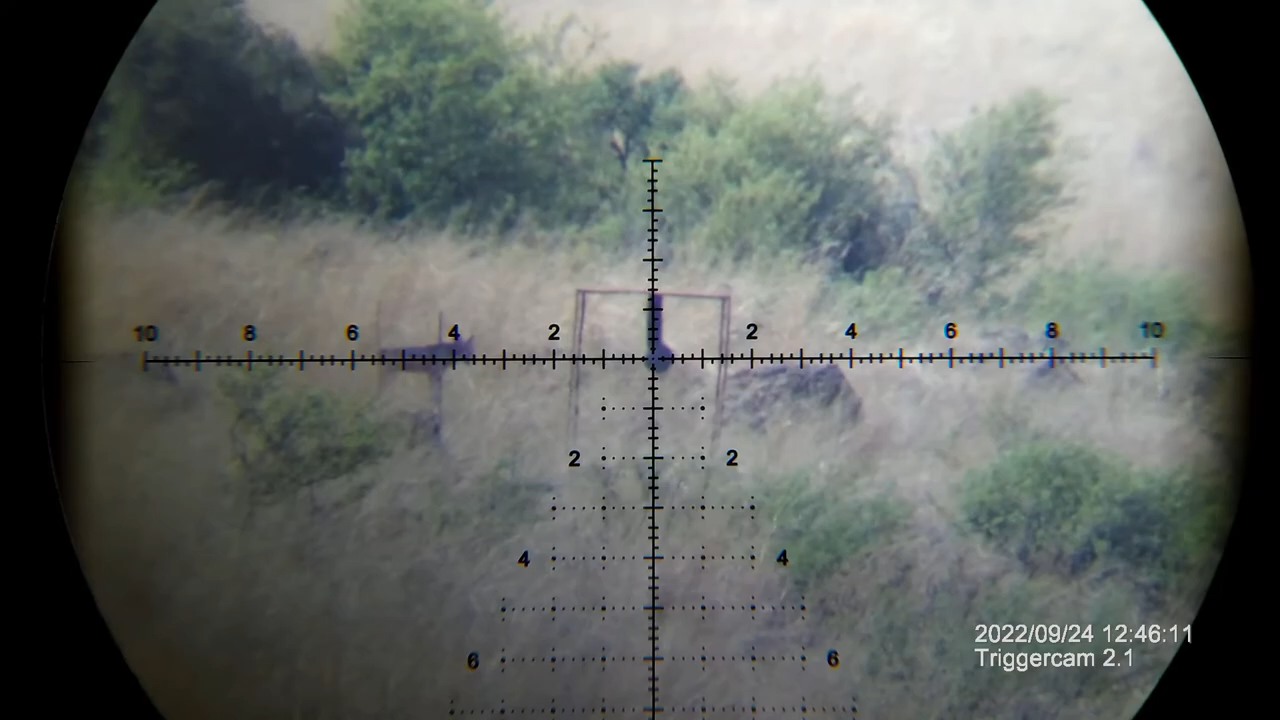 10 8 6 4 2 2 4 6 8 10
2 2
4 4
6 6
2022/09/24 12:46:11
Triggercam 2.1